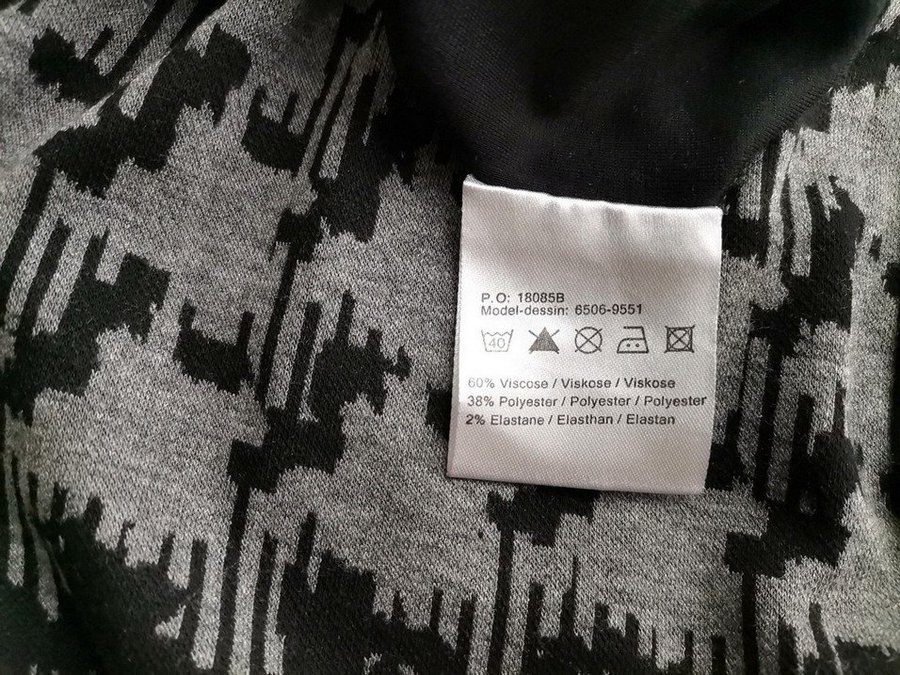 P.O: 18085B
Model-dessin: 6506-9551
40
60% Viscose / Viskose / Viskose
38% Polyester / Polyester / Polyester
2% Elastane / Elasthan / Elastan